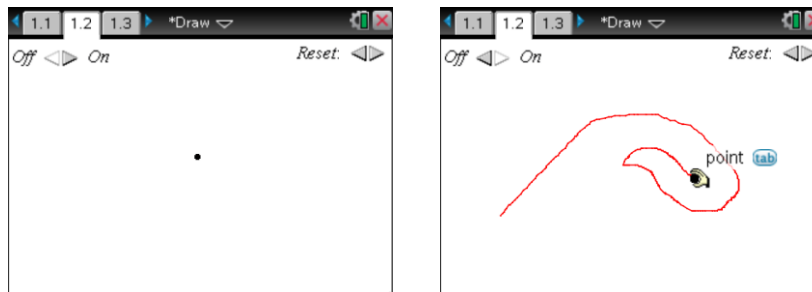 1.1 1.2 1.3 *Draw
Off On Reset:
1.1 1.2 1.3 *Draw
Off On Reset:
point tab